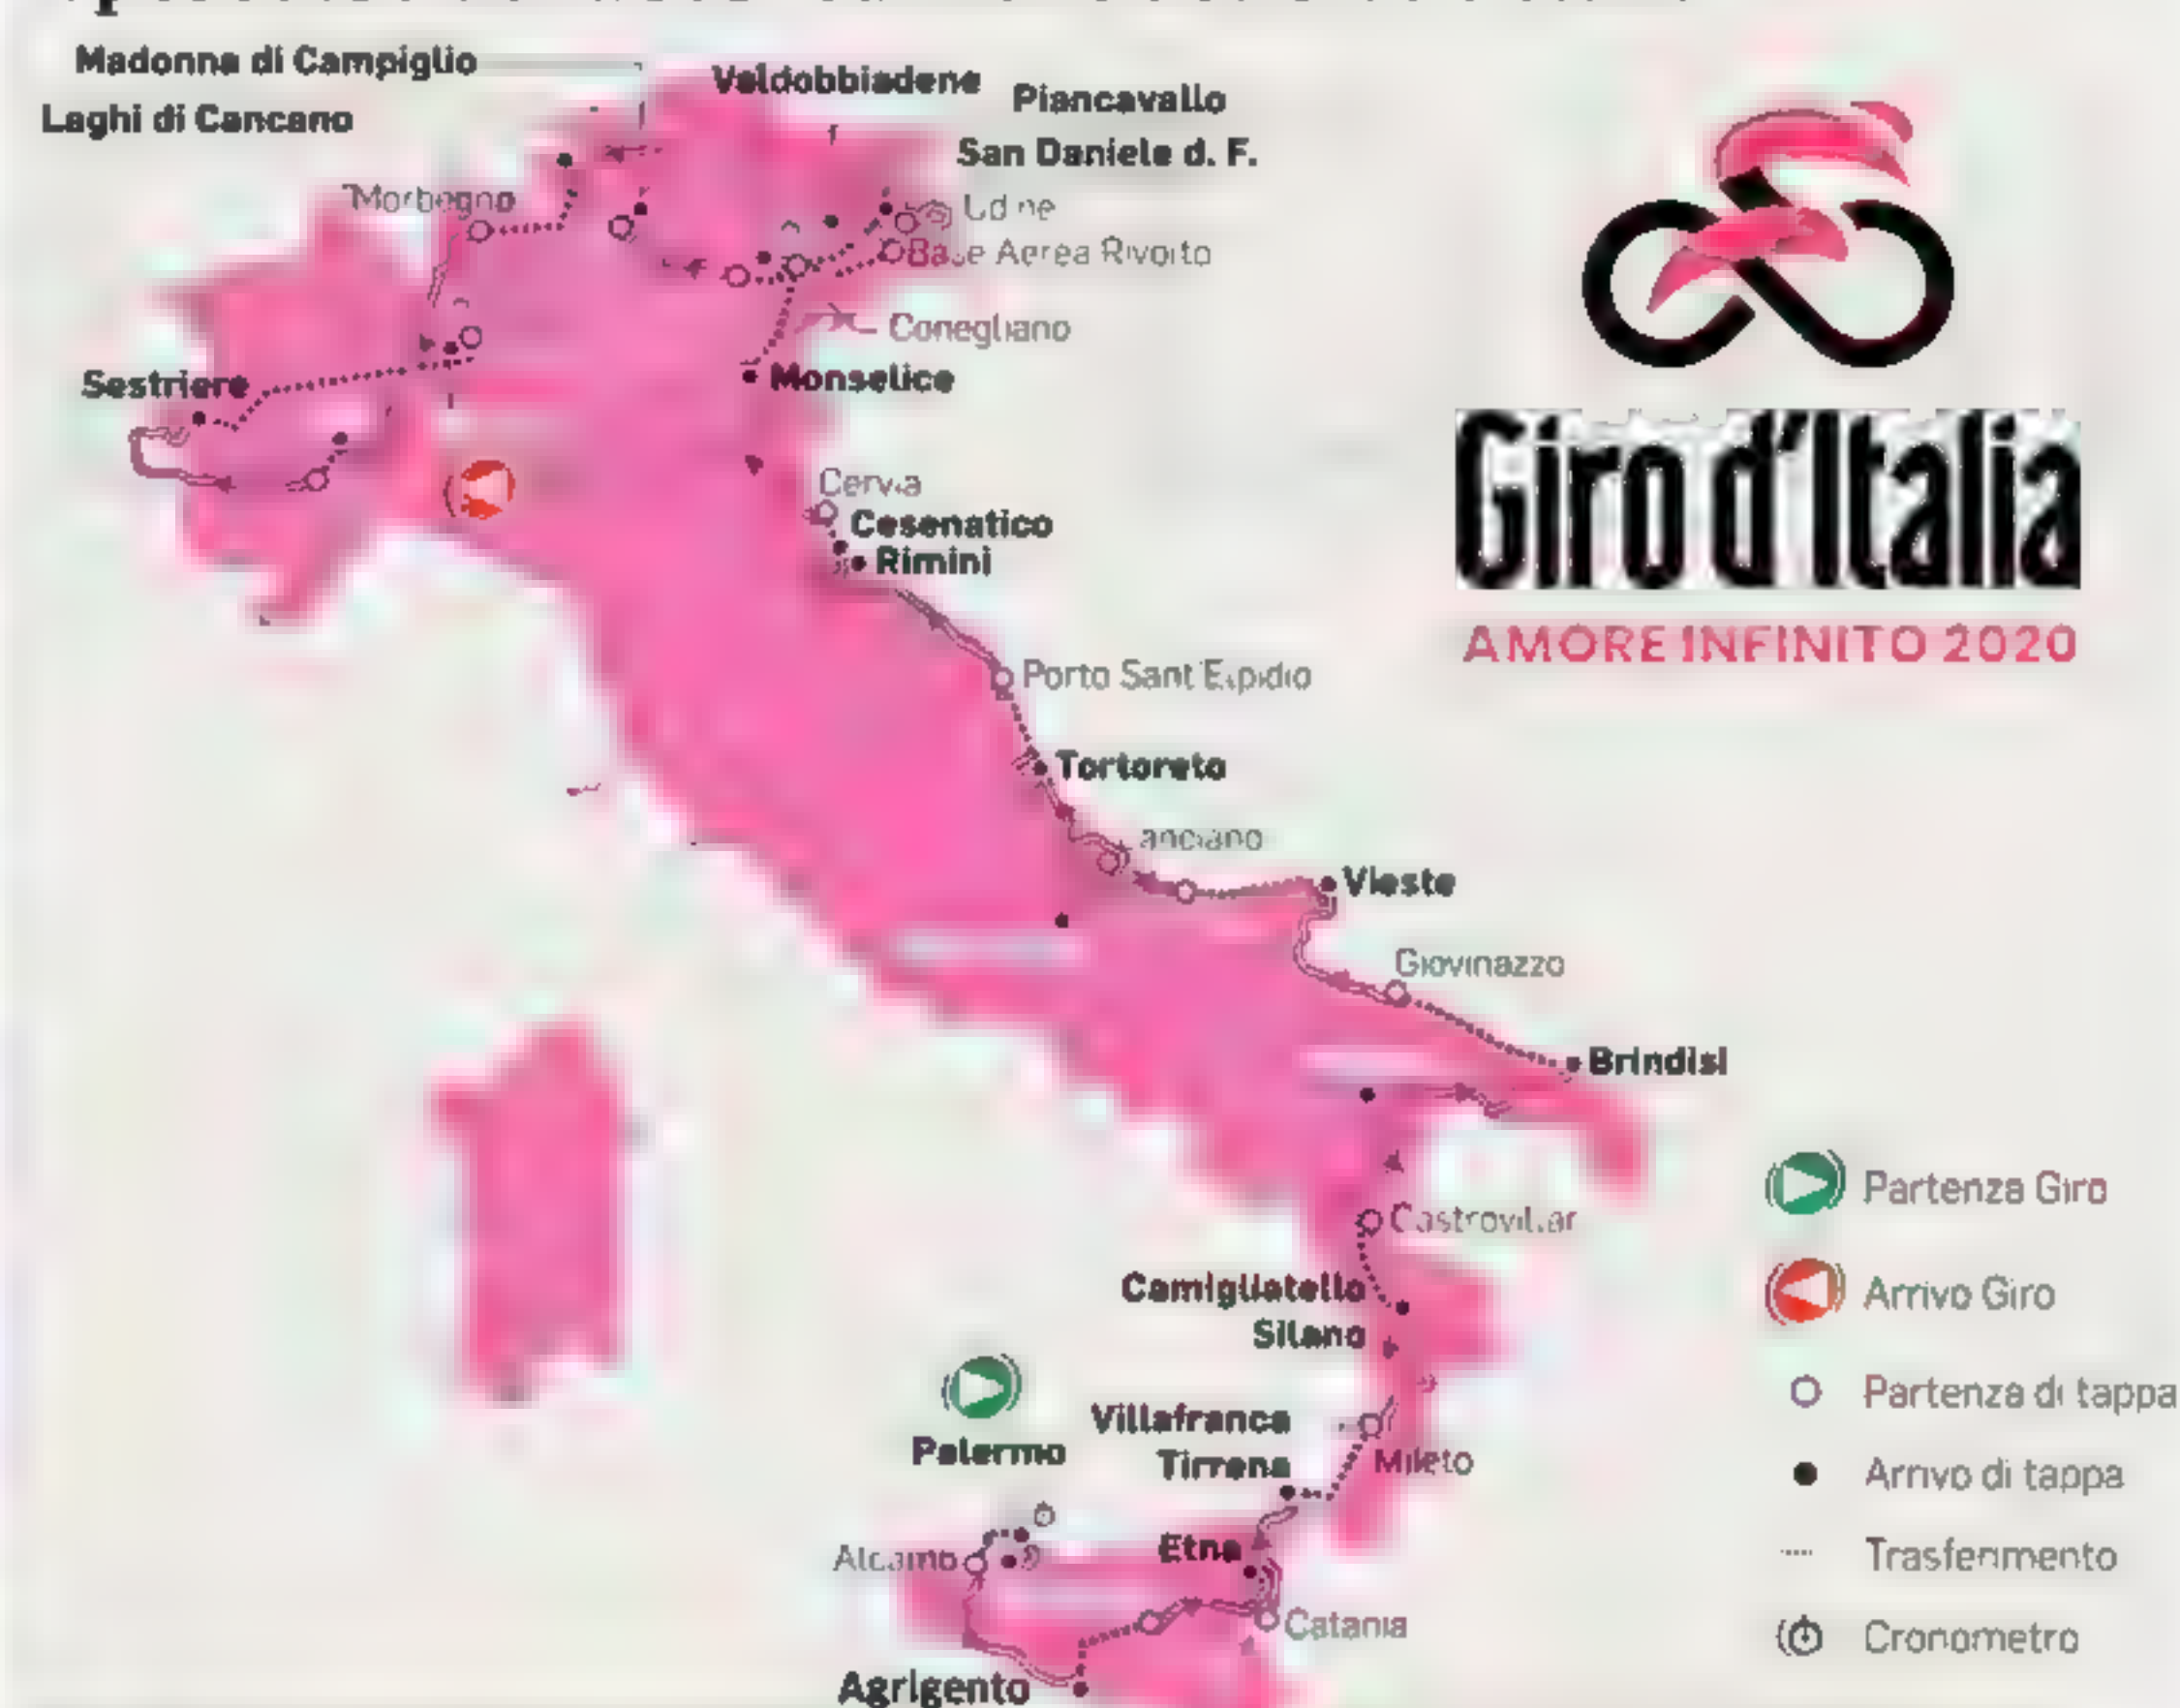 Madonna di Campiglio
Valdobbiadene
Piancavallo
Laghi di Cancano
San Daniele d. F.
Morbegno
Udine
Base Aerea Rivolto
Conegliano
Sestriere
Monselice
Giro d'Italia
AMORE INFINITO 2020
Cervia
Cesenatico
Rimini
Porto Sant'Elpidio
Tortoreto
anciano
Vieste
Giovinazzo
Brindisi
Partenza Giro
Castrovillar
Camigliatello
Silano
Arrivo Giro
Palermo
Villafranca
Tirrena
Mileto
Partenza di tappa
Arrivo di tappa
Alcamo
Etna
Trasferimento
Catania
Cronometro
Agrigento